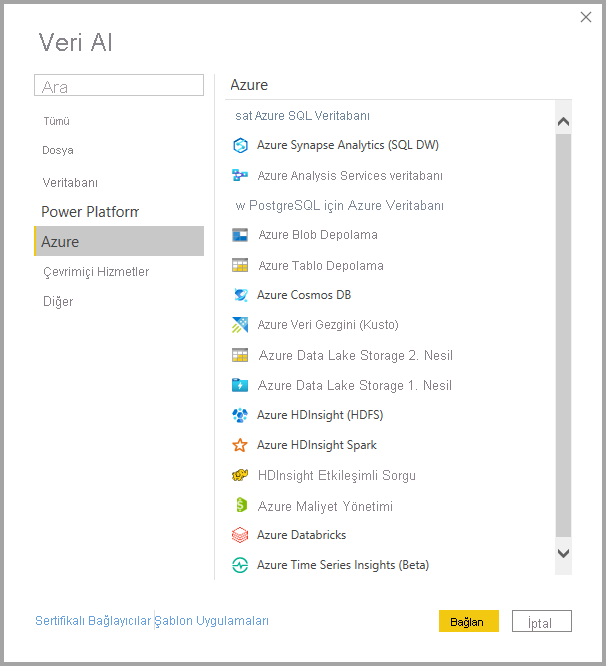 Veri Al
Ara
Tümü
Dosya
Veritabanı
Power Platform
Azure
Çevrimiçi Hizmetler
Diğer
Azure
sat Azure SQL Veritabanı
Azure Synapse Analytics (SQL DW)
Azure Analysis Services veritabanı
w PostgreSQL için Azure Veritabanı
Azure Blob Depolama
Azure Tablo Depolama
Azure Cosmos DB
Azure Veri Gezgini (Kusto)
Azure Data Lake Storage 2. Nesil
Azure Data Lake Storage 1. Nesil
Azure HDInsight (HDFS)
Azure HDInsight Spark
HDInsight Etkileşimli Sorgu
Azure Maliyet Yönetimi
Azure Databricks
Azure Time Series Insights (Beta)
Sertifikalı Bağlayıcılar Şablon Uygulamaları
Bağlan
İptal